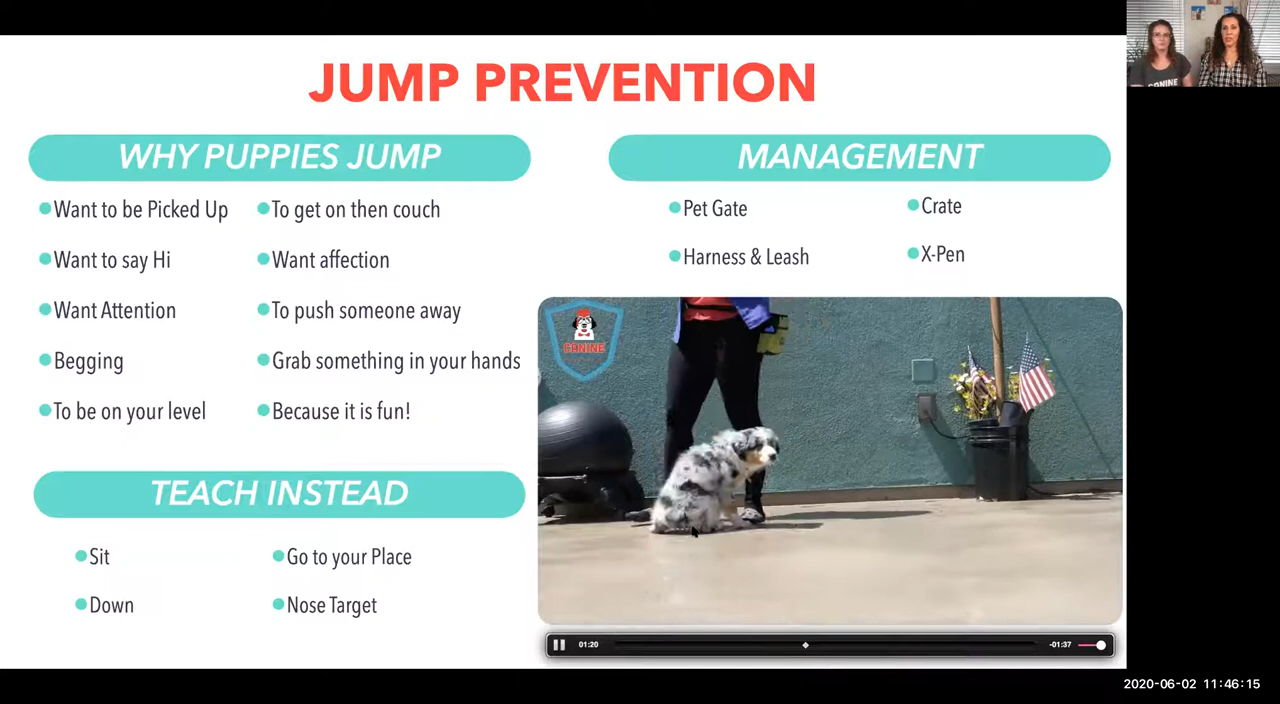 JUMP PREVENTION
WHY PUPPIES JUMP
Want to be Picked Up
To get on then couch
Want to say Hi
Want affection
Want Attention
To push someone away
Begging
Grab something in your hands
To be on your level
Because it is fun!
TEACH INSTEAD
Sit
Go to your Place
Down
Nose Target
MANAGEMENT
Pet Gate
Crate
Harness & Leash
X-Pen
CANINE
01:20
-01:37
CANINE
2020-06-02 11:46:15